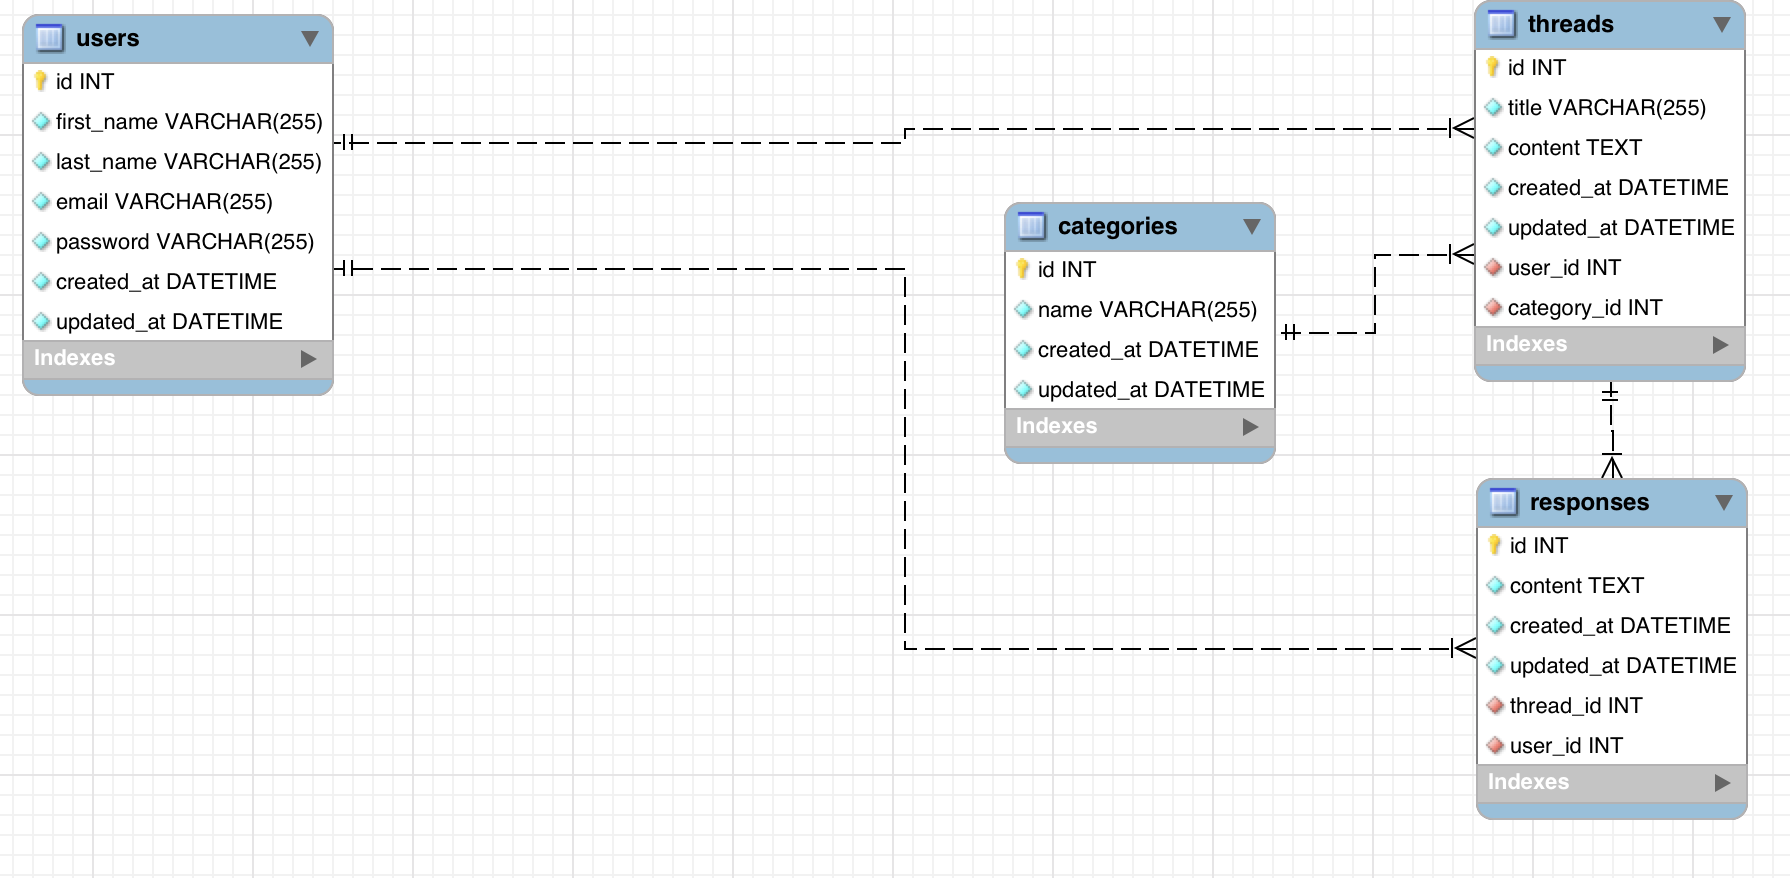 users
id INT
first_name VARCHAR(255)
last_name VARCHAR(255)
email VARCHAR(255)
password VARCHAR(255)
created_at DATETIME
updated_at DATETIME
Indexes
categories
id INT
name VARCHAR(255)
created_at DATETIME
updated_at DATETIME
Indexes
threads
id INT
title VARCHAR(255)
content TEXT
created_at DATETIME
updated_at DATETIME
user_id INT
category_id INT
Indexes
responses
id INT
content TEXT
created_at DATETIME
updated_at DATETIME
thread_id INT
user_id INT
Indexes